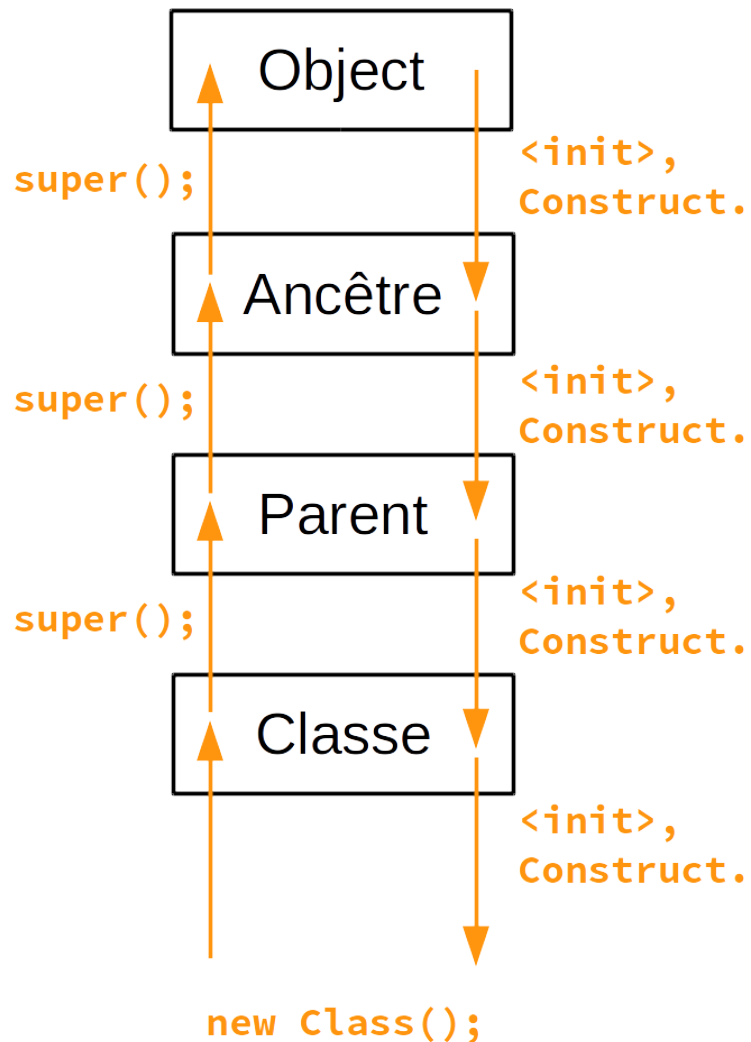 Object
<init>,
super();
Construct.
Ancêtre
<init>,
super();
Construct.
Parent
<init>,
super();
Construct.
Classe
<init>,
Construct.
new Class();